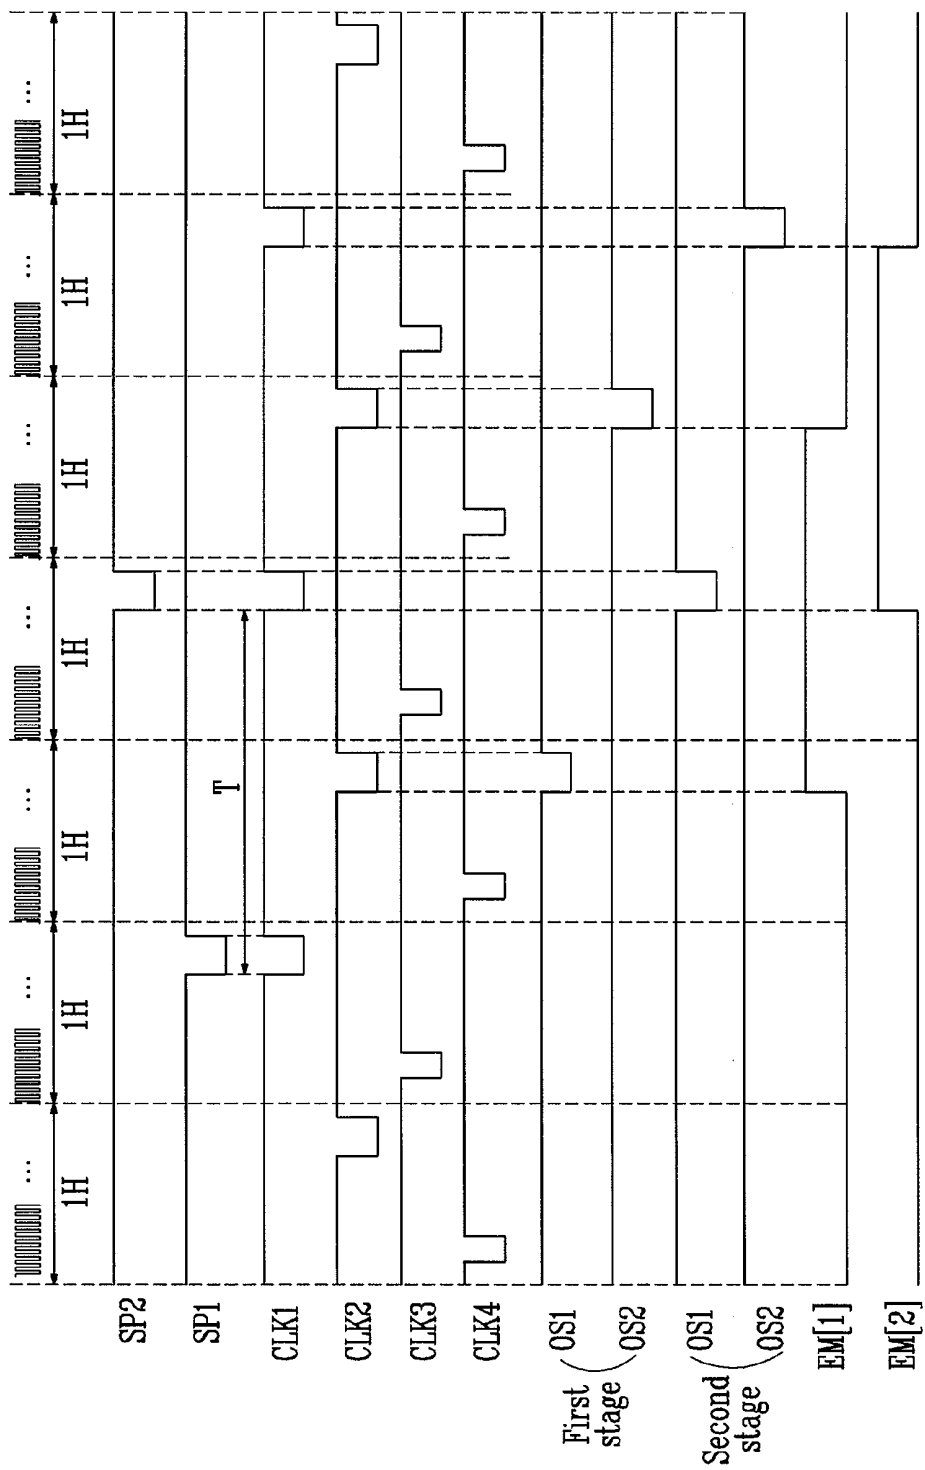 ...
...
...
...
...
...
...
1H
1H
1H
1H
1H
1H
1H
SP2
SP1
T
CLK1
CLK2
CLK3
CLK4
First stage
OS1
OS2
Second stage
OS1
OS2
EM[1]
EM[2]